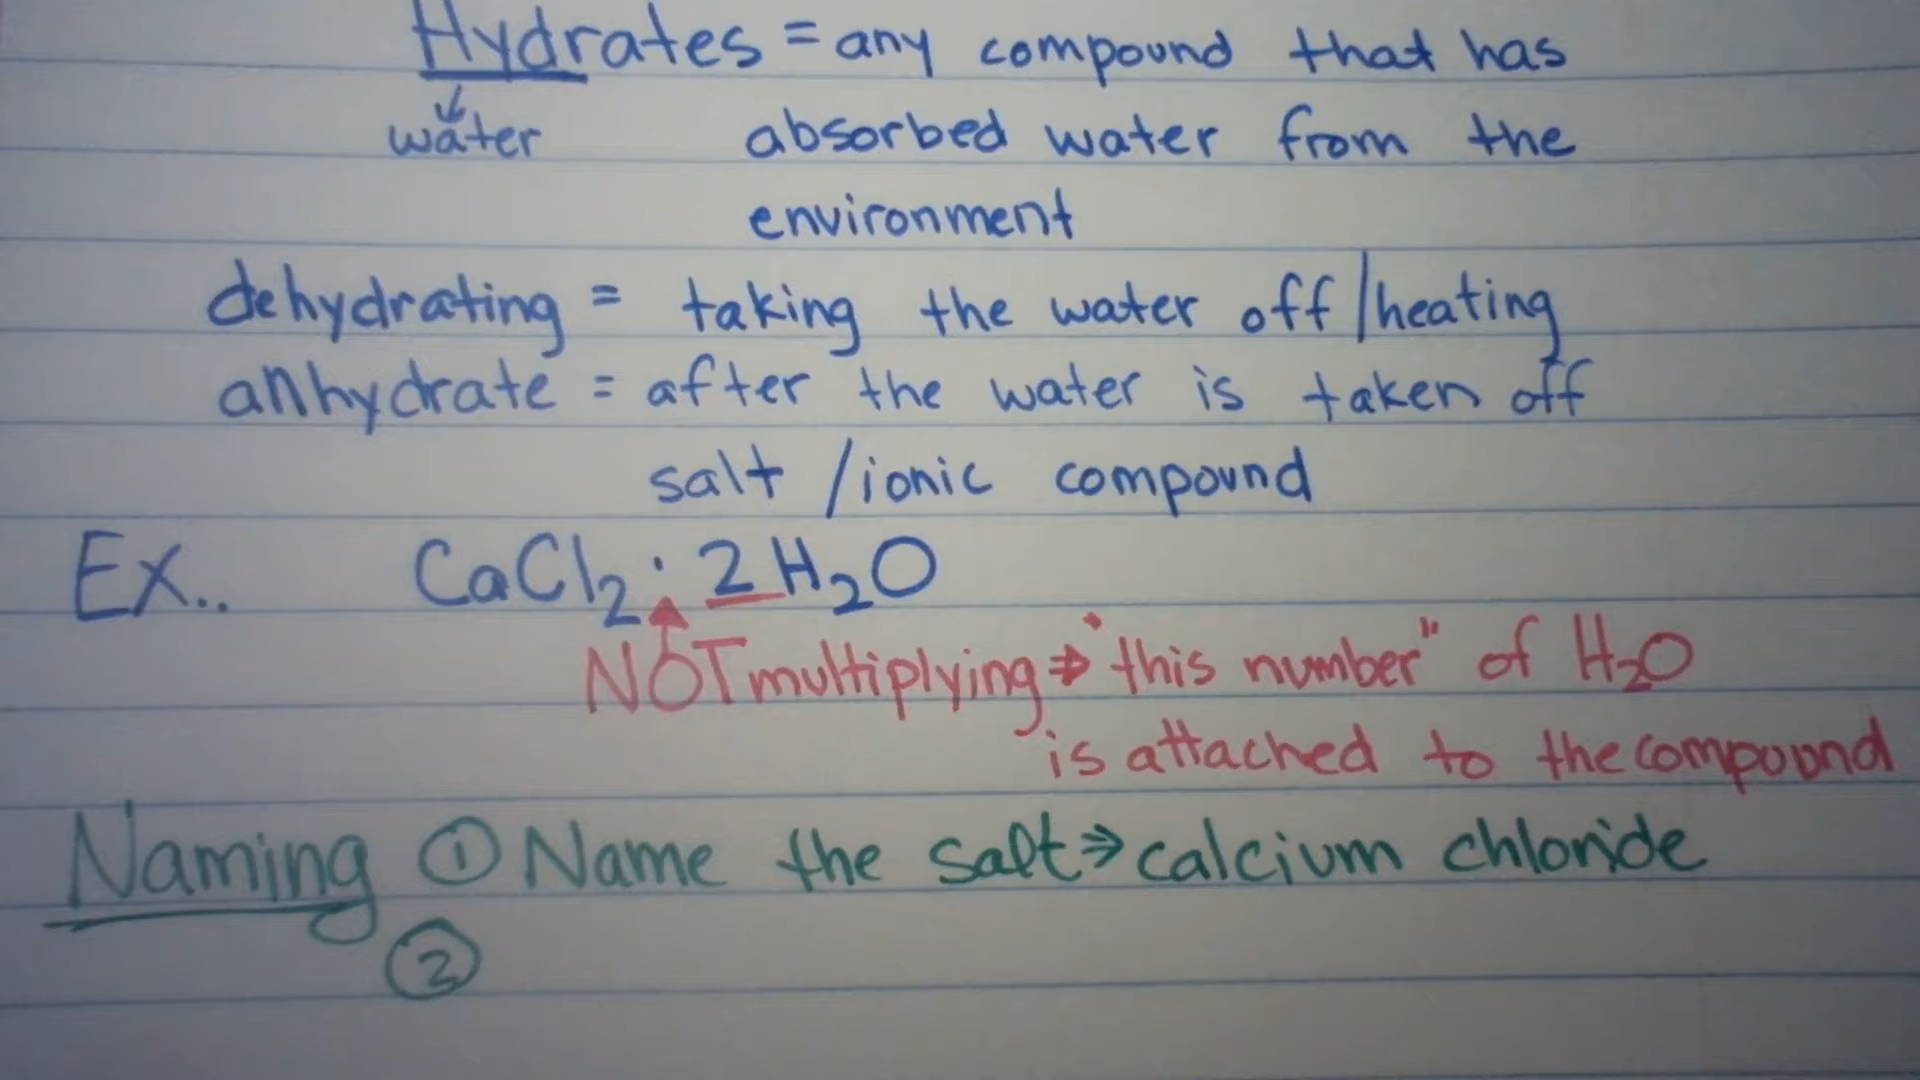 Hydrates = any compound that has
water absorbed water from the
environment
dehydrating = taking the water off/heating
anhydrate = after the water is taken off
salt /ionic compound
Ex.. CaCl₂ · 2H₂O
NOT multiplying ⇒ "this number" of H₂O
is attached to the compound
Naming ① Name the salt ⇒ calcium chloride
②